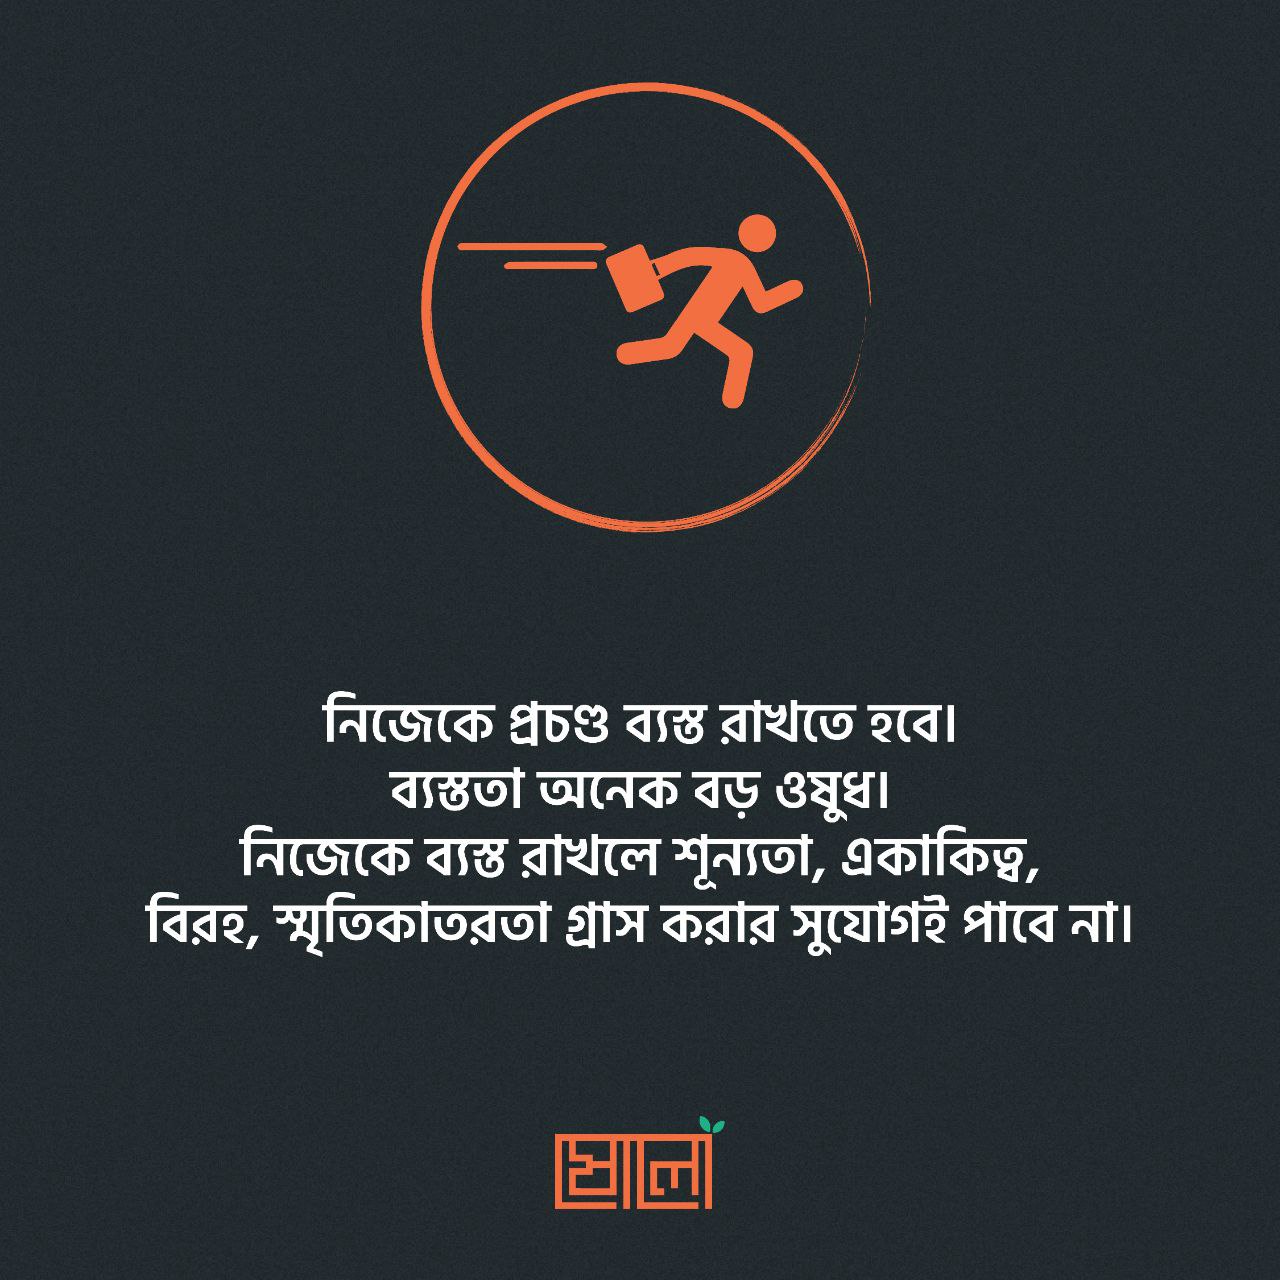 নিজেকে প্রচণ্ড ব্যস্ত রাখতে হবে।
ব্যস্ততা অনেক বড় ওষুধ।
নিজেকে ব্যস্ত রাখলে শূন্যতা, একাকিত্ব,
বিরহ, স্মৃতিকাতরতা গ্রাস করার সুযোগই পাবে না।